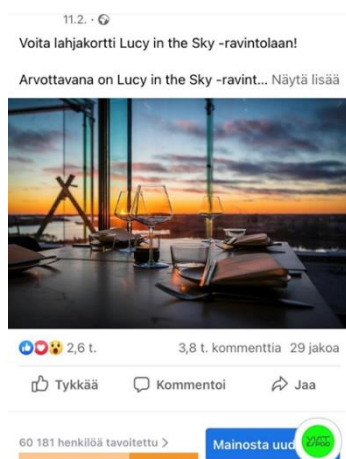 11.2. ·
Voita lahjakortti Lucy in the Sky -ravintolaan!
Arvottavana on Lucy in the Sky -ravint... Näytä lisää
2,6 t. 3,8 t. kommenttia 29 jakoa
Tykkää Kommentoi Jaa
60 181 henkilöä tavoitettu >
Mainosta uud